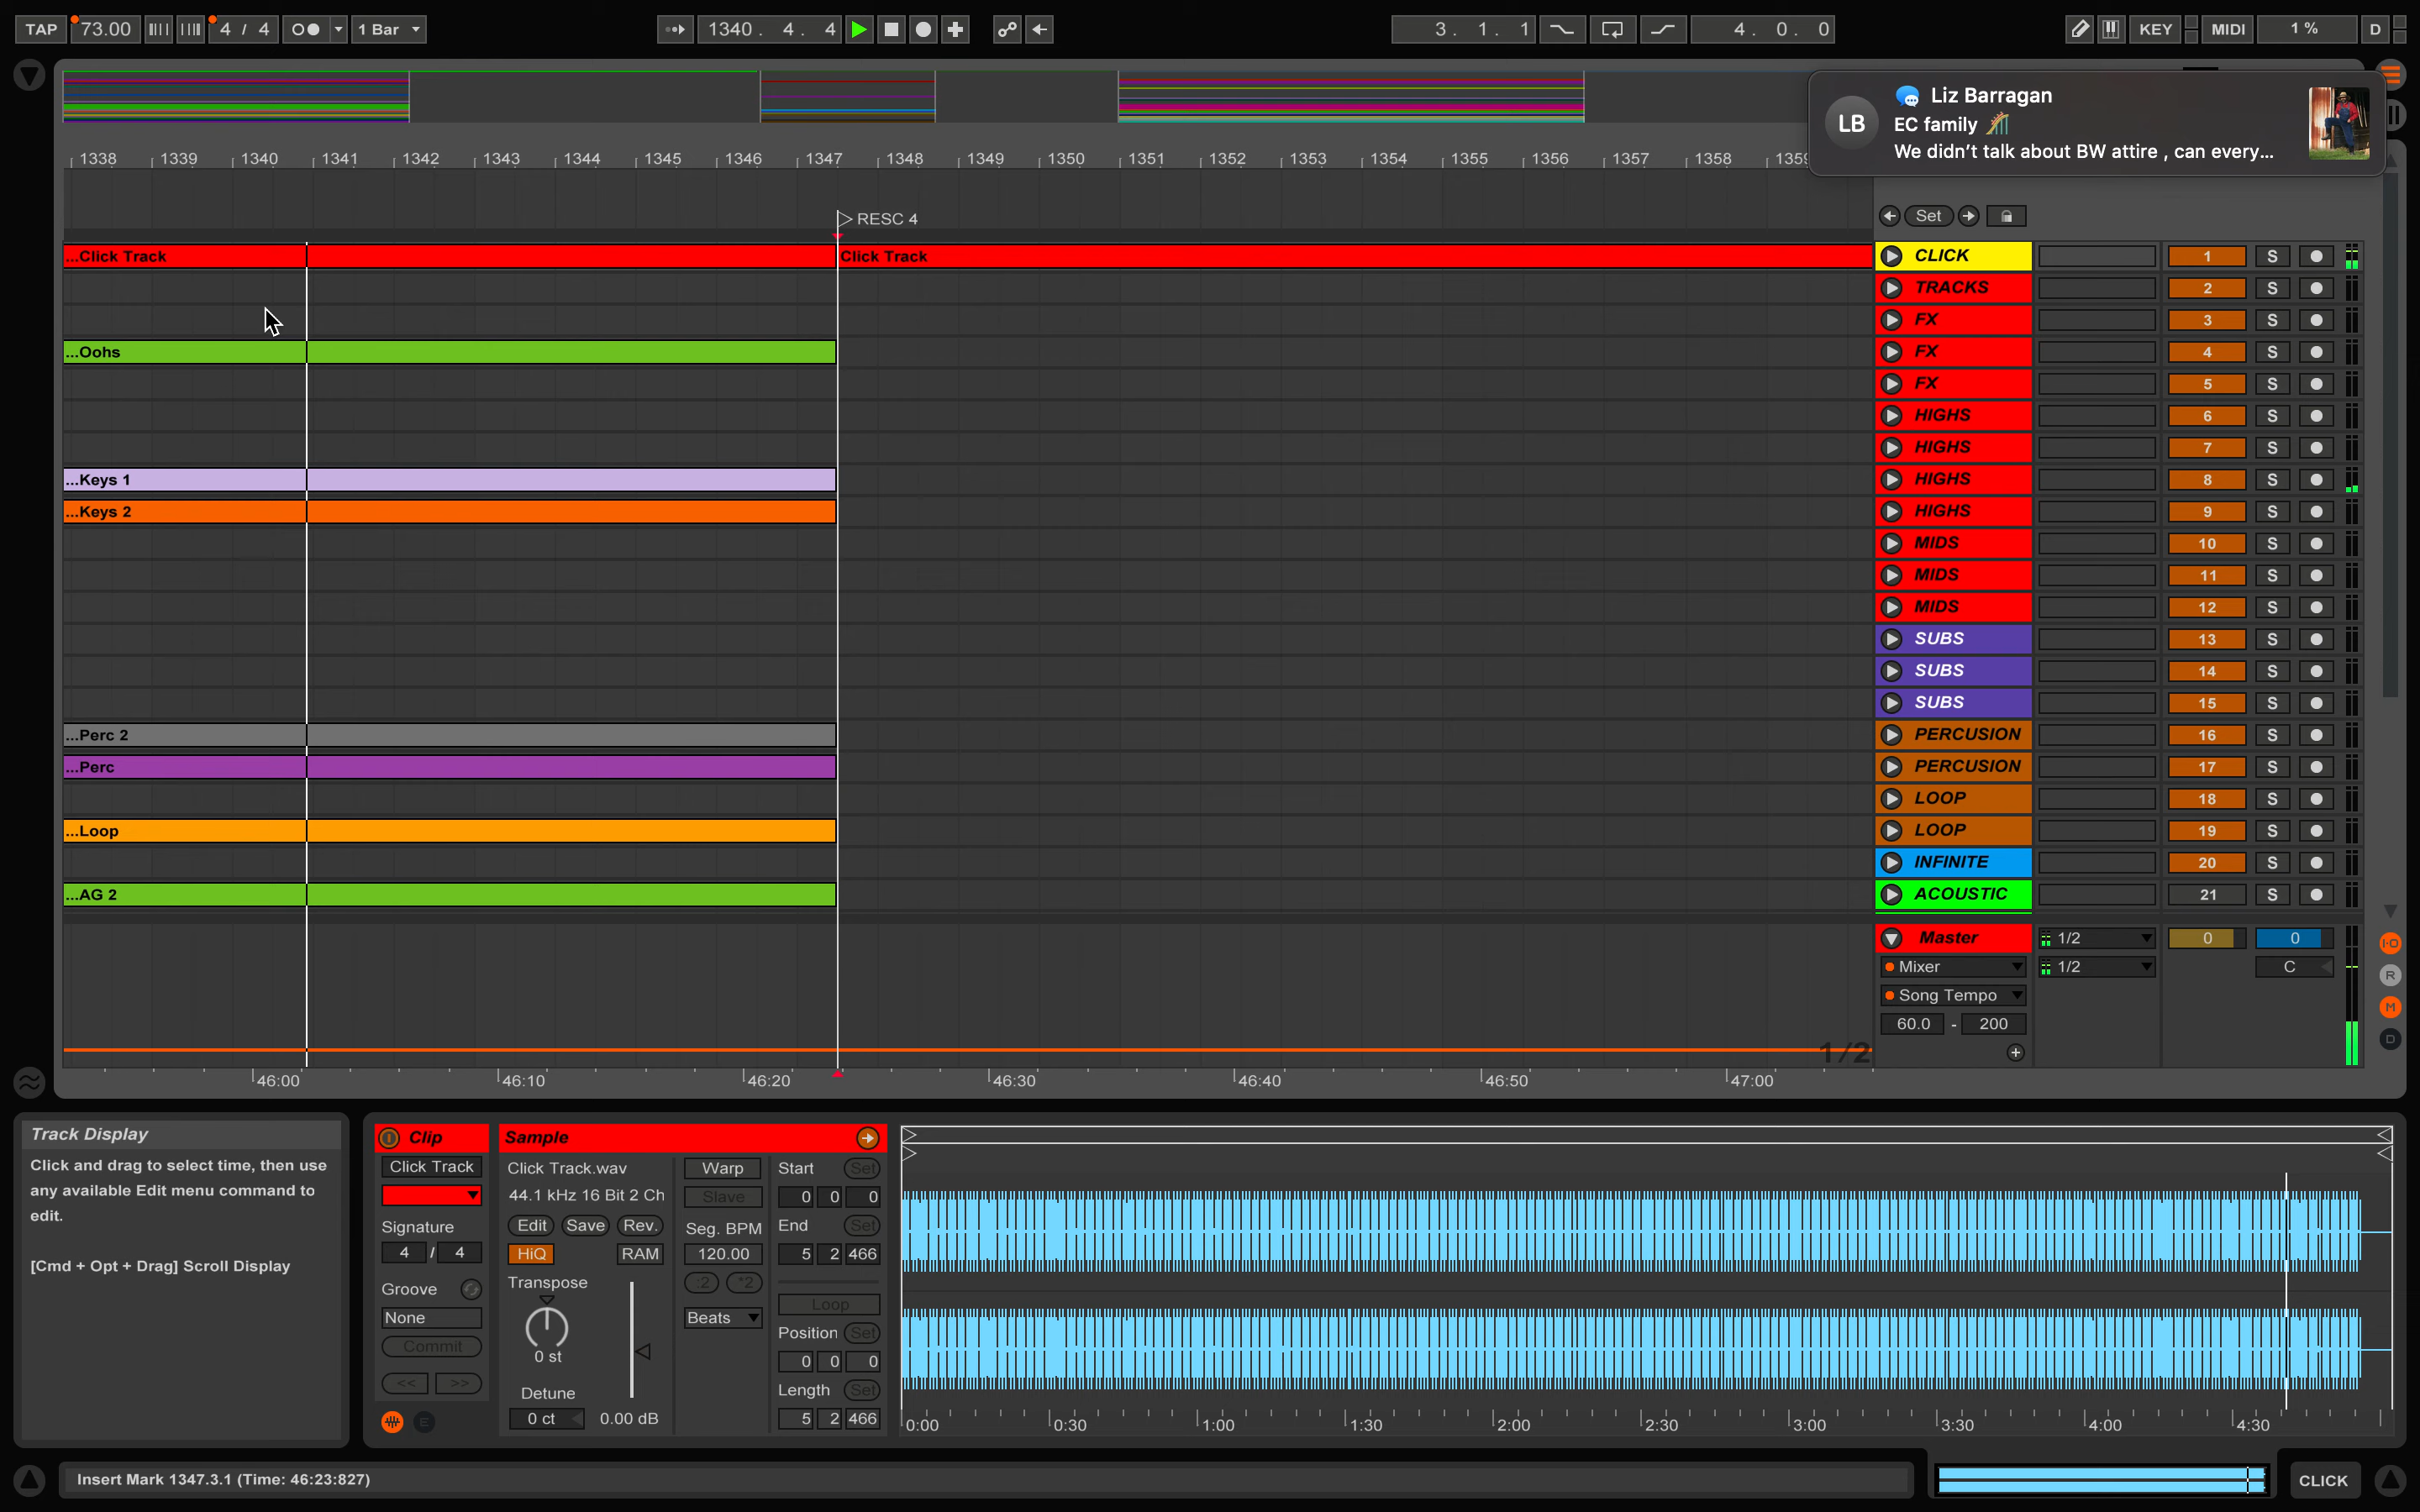 TAP 73.00 4 / 4 1 Bar 1340. 4. 4 3. 1. 1 4. 0. 0 KEY MIDI 1 % D
LB Liz Barragan
EC family
We didn't talk about BW attire , can every...
1338 1339 1340 1341 1342 1343 1344 1345 1346 1347 1348 1349 1350 1351 1352 1353 1354 1355 1356 1357 1358 1359
RESC 4 Set
...Click Track Click Track CLICK 1 S
TRACKS 2 S
FX 3 S
...Oohs FX 4 S
FX 5 S
HIGHS 6 S
HIGHS 7 S
...Keys 1 HIGHS 8 S
...Keys 2 HIGHS 9 S
MIDS 10 S
MIDS 11 S
MIDS 12 S
SUBS 13 S
SUBS 14 S
SUBS 15 S
...Perc 2 PERCUSION 16 S
...Perc PERCUSION 17 S
LOOP 18 S
...Loop LOOP 19 S
INFINITE 20 S
...AG 2 ACOUSTIC 21 S
Master 1/2 0 0
I·O
Mixer 1/2 C
R
Song Tempo
M
60.0 - 200
D
1/2
46:00 46:10 46:20 46:30 46:40 46:50 47:00
Track Display
Click and drag to select time, then use
any available Edit menu command to
edit.
[Cmd + Opt + Drag] Scroll Display
Clip
Click Track
Signature
4 / 4
Groove
None
Commit
<< >>
E
Sample
Click Track.wav
44.1 kHz 16 Bit 2 Ch
Edit Save Rev.
HiQ RAM
Transpose
0 st
Detune
0 ct 0.00 dB
Warp
Slave
Seg. BPM
120.00
:2 *2
Beats
Start Set
0 0 0
End Set
5 2 466
Loop
Position Set
0 0 0
Length Set
5 2 466
0:00 0:30 1:00 1:30 2:00 2:30 3:00 3:30 4:00 4:30
Insert Mark 1347.3.1 (Time: 46:23:827) CLICK